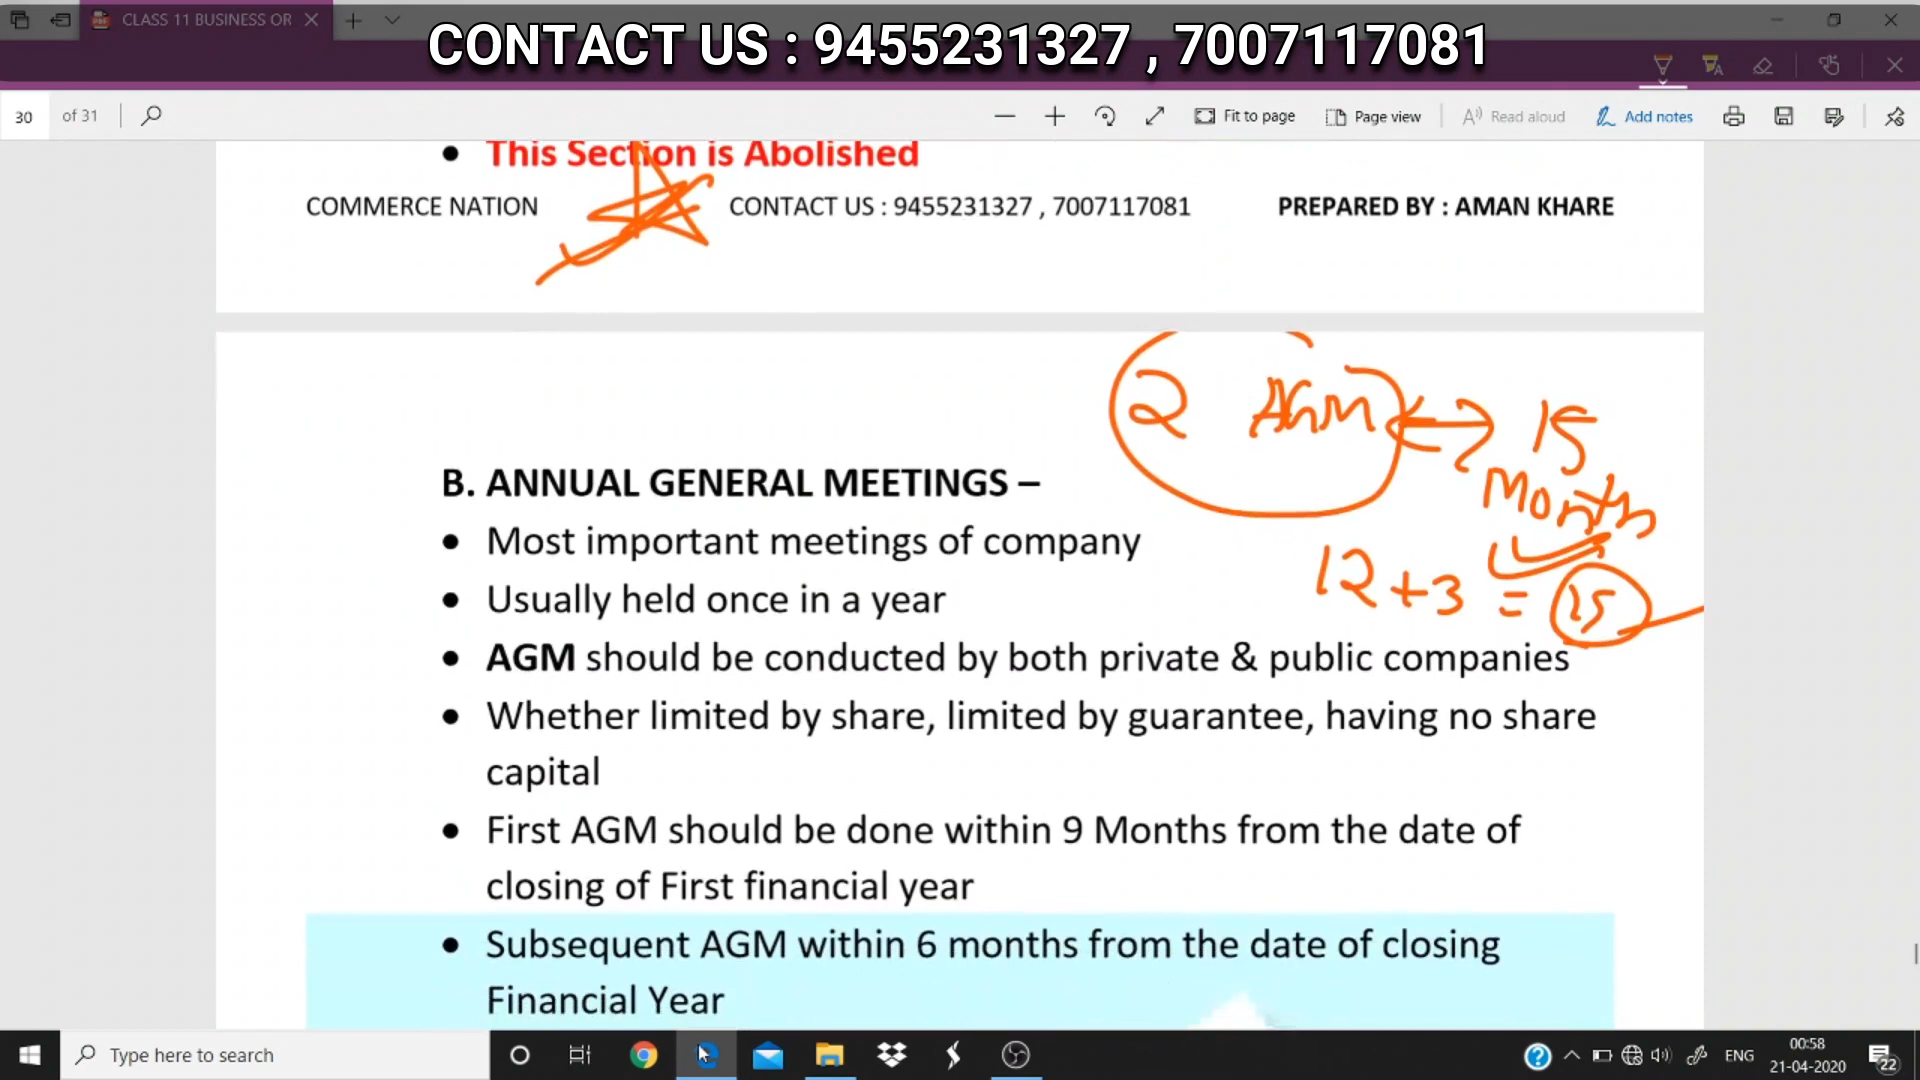 CLASS 11 BUSINESS OR
CONTACT US : 9455231327 , 7007117081
30 of 31
Fit to page
Page view
Read aloud
Add notes
This Section is Abolished
COMMERCE NATION
CONTACT US : 9455231327 , 7007117081
PREPARED BY : AMAN KHARE
2 AGM 15
Month
12+3 = 15
B. ANNUAL GENERAL MEETINGS –
Most important meetings of company
Usually held once in a year
AGM should be conducted by both private & public companies
Whether limited by share, limited by guarantee, having no share
capital
First AGM should be done within 9 Months from the date of
closing of First financial year
Subsequent AGM within 6 months from the date of closing
Financial Year
Type here to search
ENG
00:58
21-04-2020
22